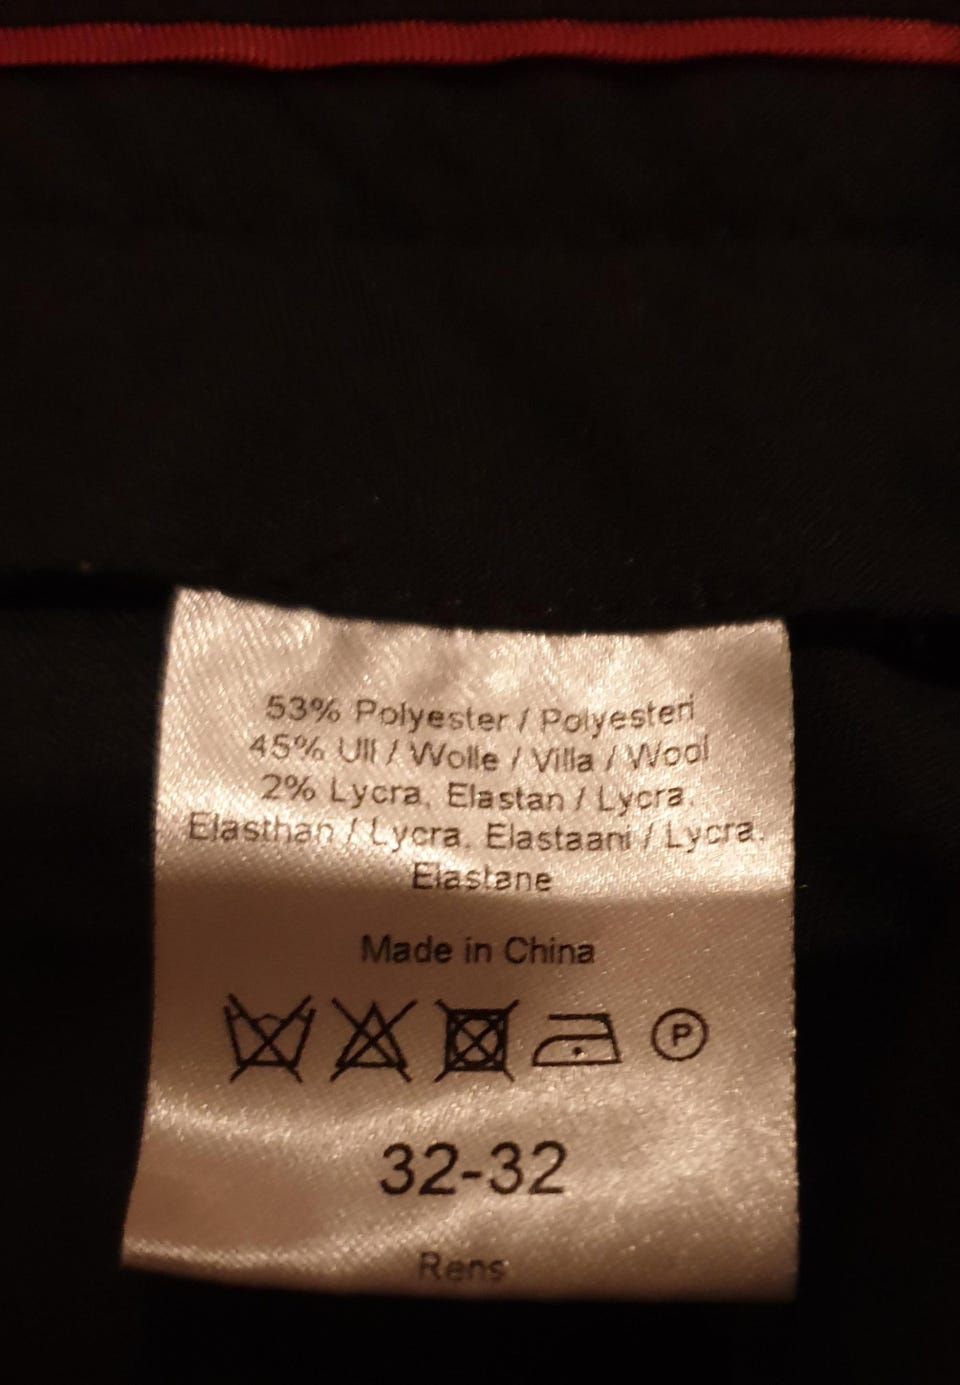 53% Polyester / Polyesteri
45% Ull / Wolle / Villa / Wool
2% Lycra, Elastan / Lycra,
Elasthan / Lycra, Elastaani / Lycra,
Elastane
Made in China
P
32-32
Rens